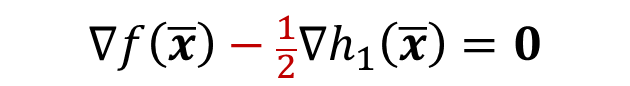 ∇f(x̅) − ½∇h₁(x̅) = 0